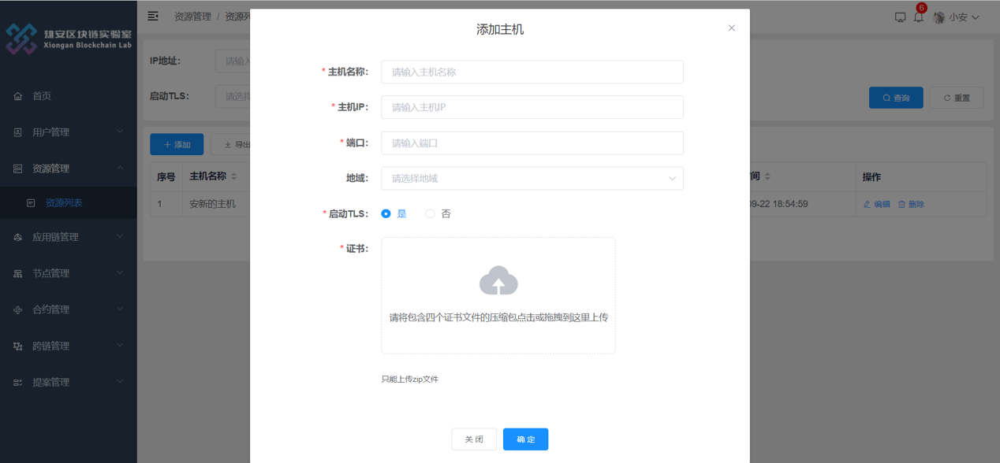 雄安区块链实验室
Xiongan Blockchain Lab
首页
用户管理
资源管理
资源列表
应用链管理
节点管理
合约管理
跨链管理
提案管理
资源管理 / 资源列
6
小安
IP地址：
请输入
启动TLS：
请选择
查询
重置
添加
导出
序号
主机名称
间
操作
1
安新的主机
09-22 18:54:59
编辑
删除
添加主机
* 主机名称：
请输入主机名称
* 主机IP：
请输入主机IP
* 端口：
请输入端口
地域：
请选择地域
* 启动TLS：
是
否
* 证书：
请将包含四个证书文件的压缩包点击或拖拽到这里上传
只能上传zip文件
关 闭
确 定